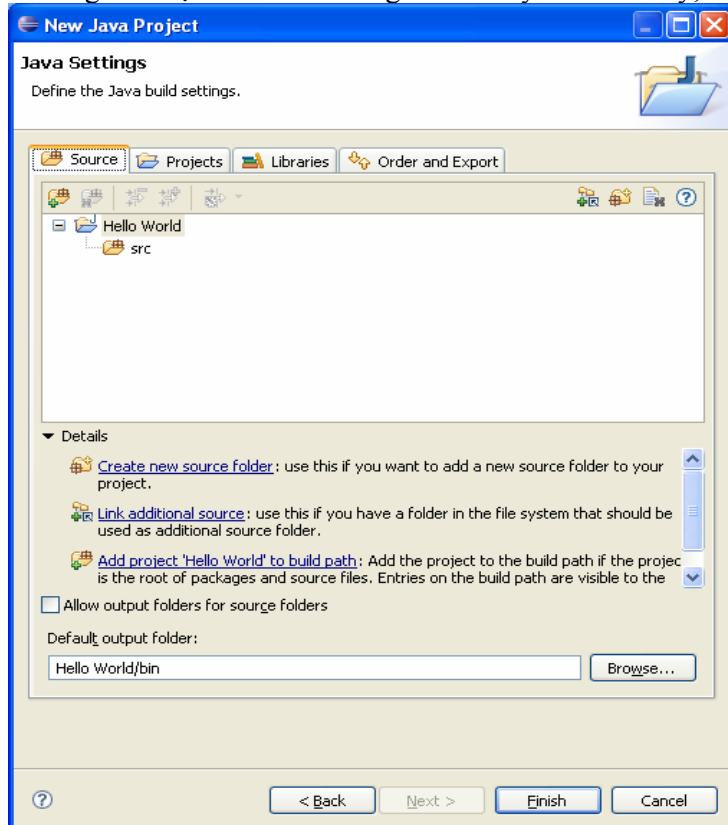 New Java Project
Java Settings
Define the Java build settings.
Source Projects Libraries Order and Export
Hello World
src
Details
Create new source folder: use this if you want to add a new source folder to your
project.
Link additional source: use this if you have a folder in the file system that should be
used as additional source folder.
Add project 'Hello World' to build path: Add the project to the build path if the projec
is the root of packages and source files. Entries on the build path are visible to the
Allow output folders for source folders
Default output folder:
Hello World/bin Browse...
< Back Next > Finish Cancel